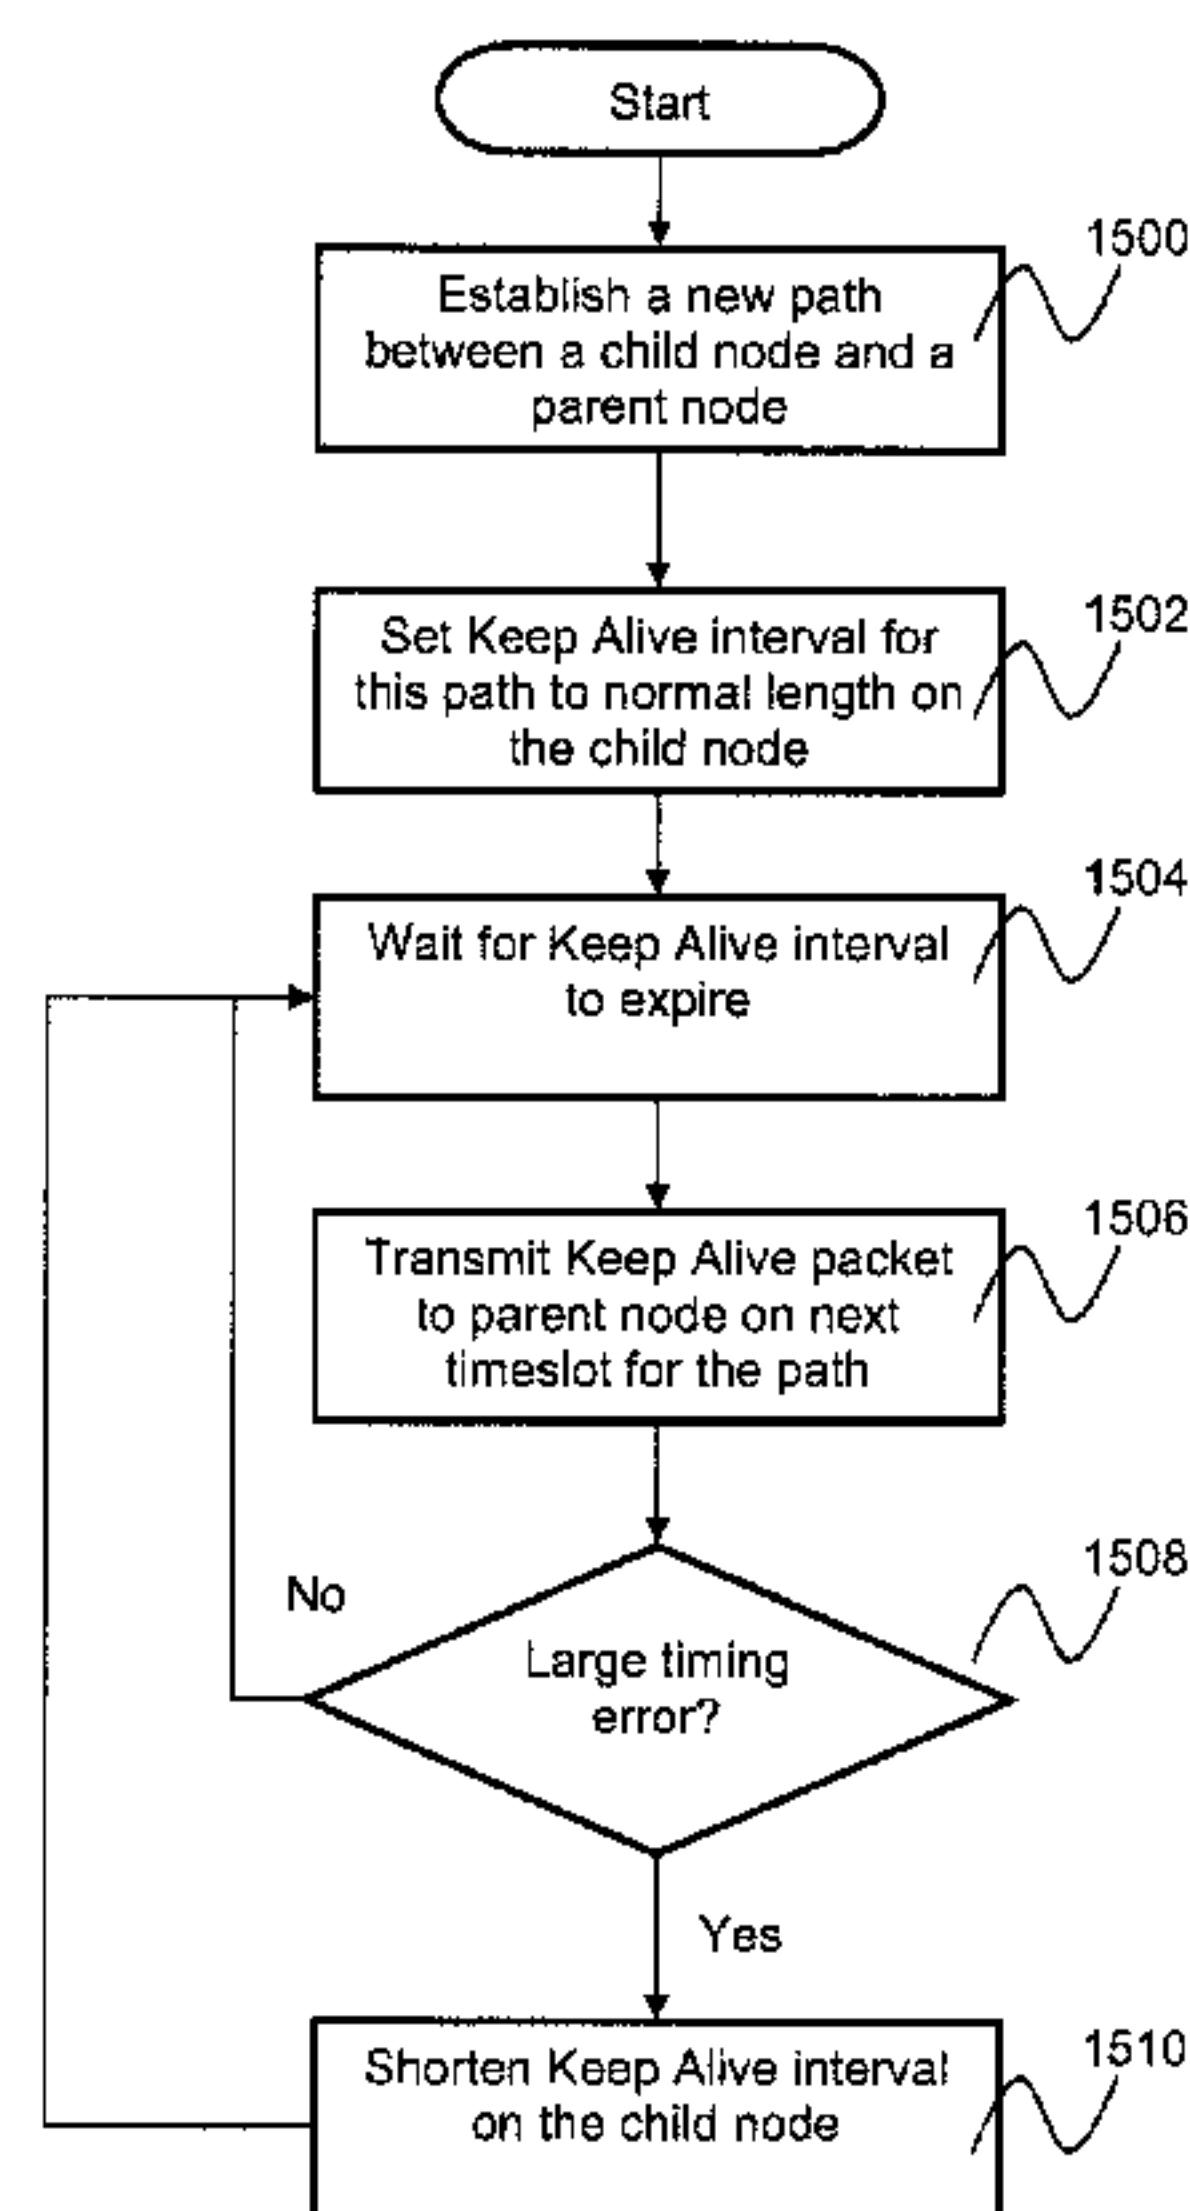 Start
1500
Establish a new path
between a child node and a
parent node
1502
Set Keep Alive interval for
this path to normal length on
the child node
1504
Wait for Keep Alive interval
to expire
1506
Transmit Keep Alive packet
to parent node on next
timeslot for the path
1508
No
Large timing
error?
Yes
1510
Shorten Keep Alive interval
on the child node